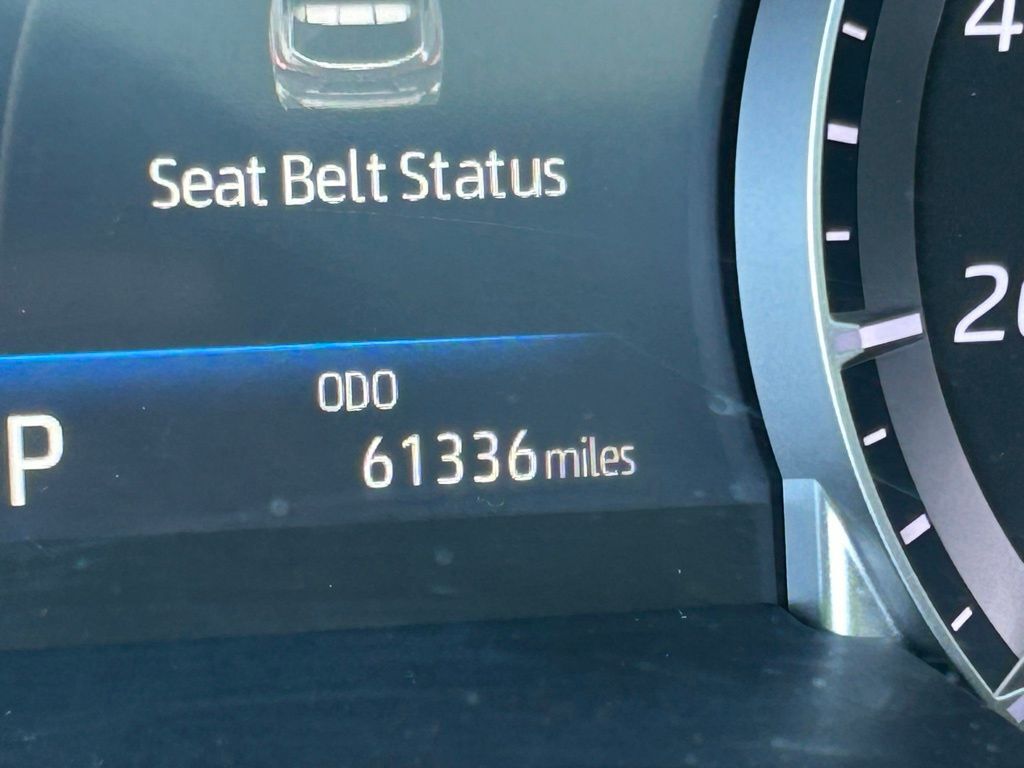 Seat Belt Status
ODO
P
61336 miles